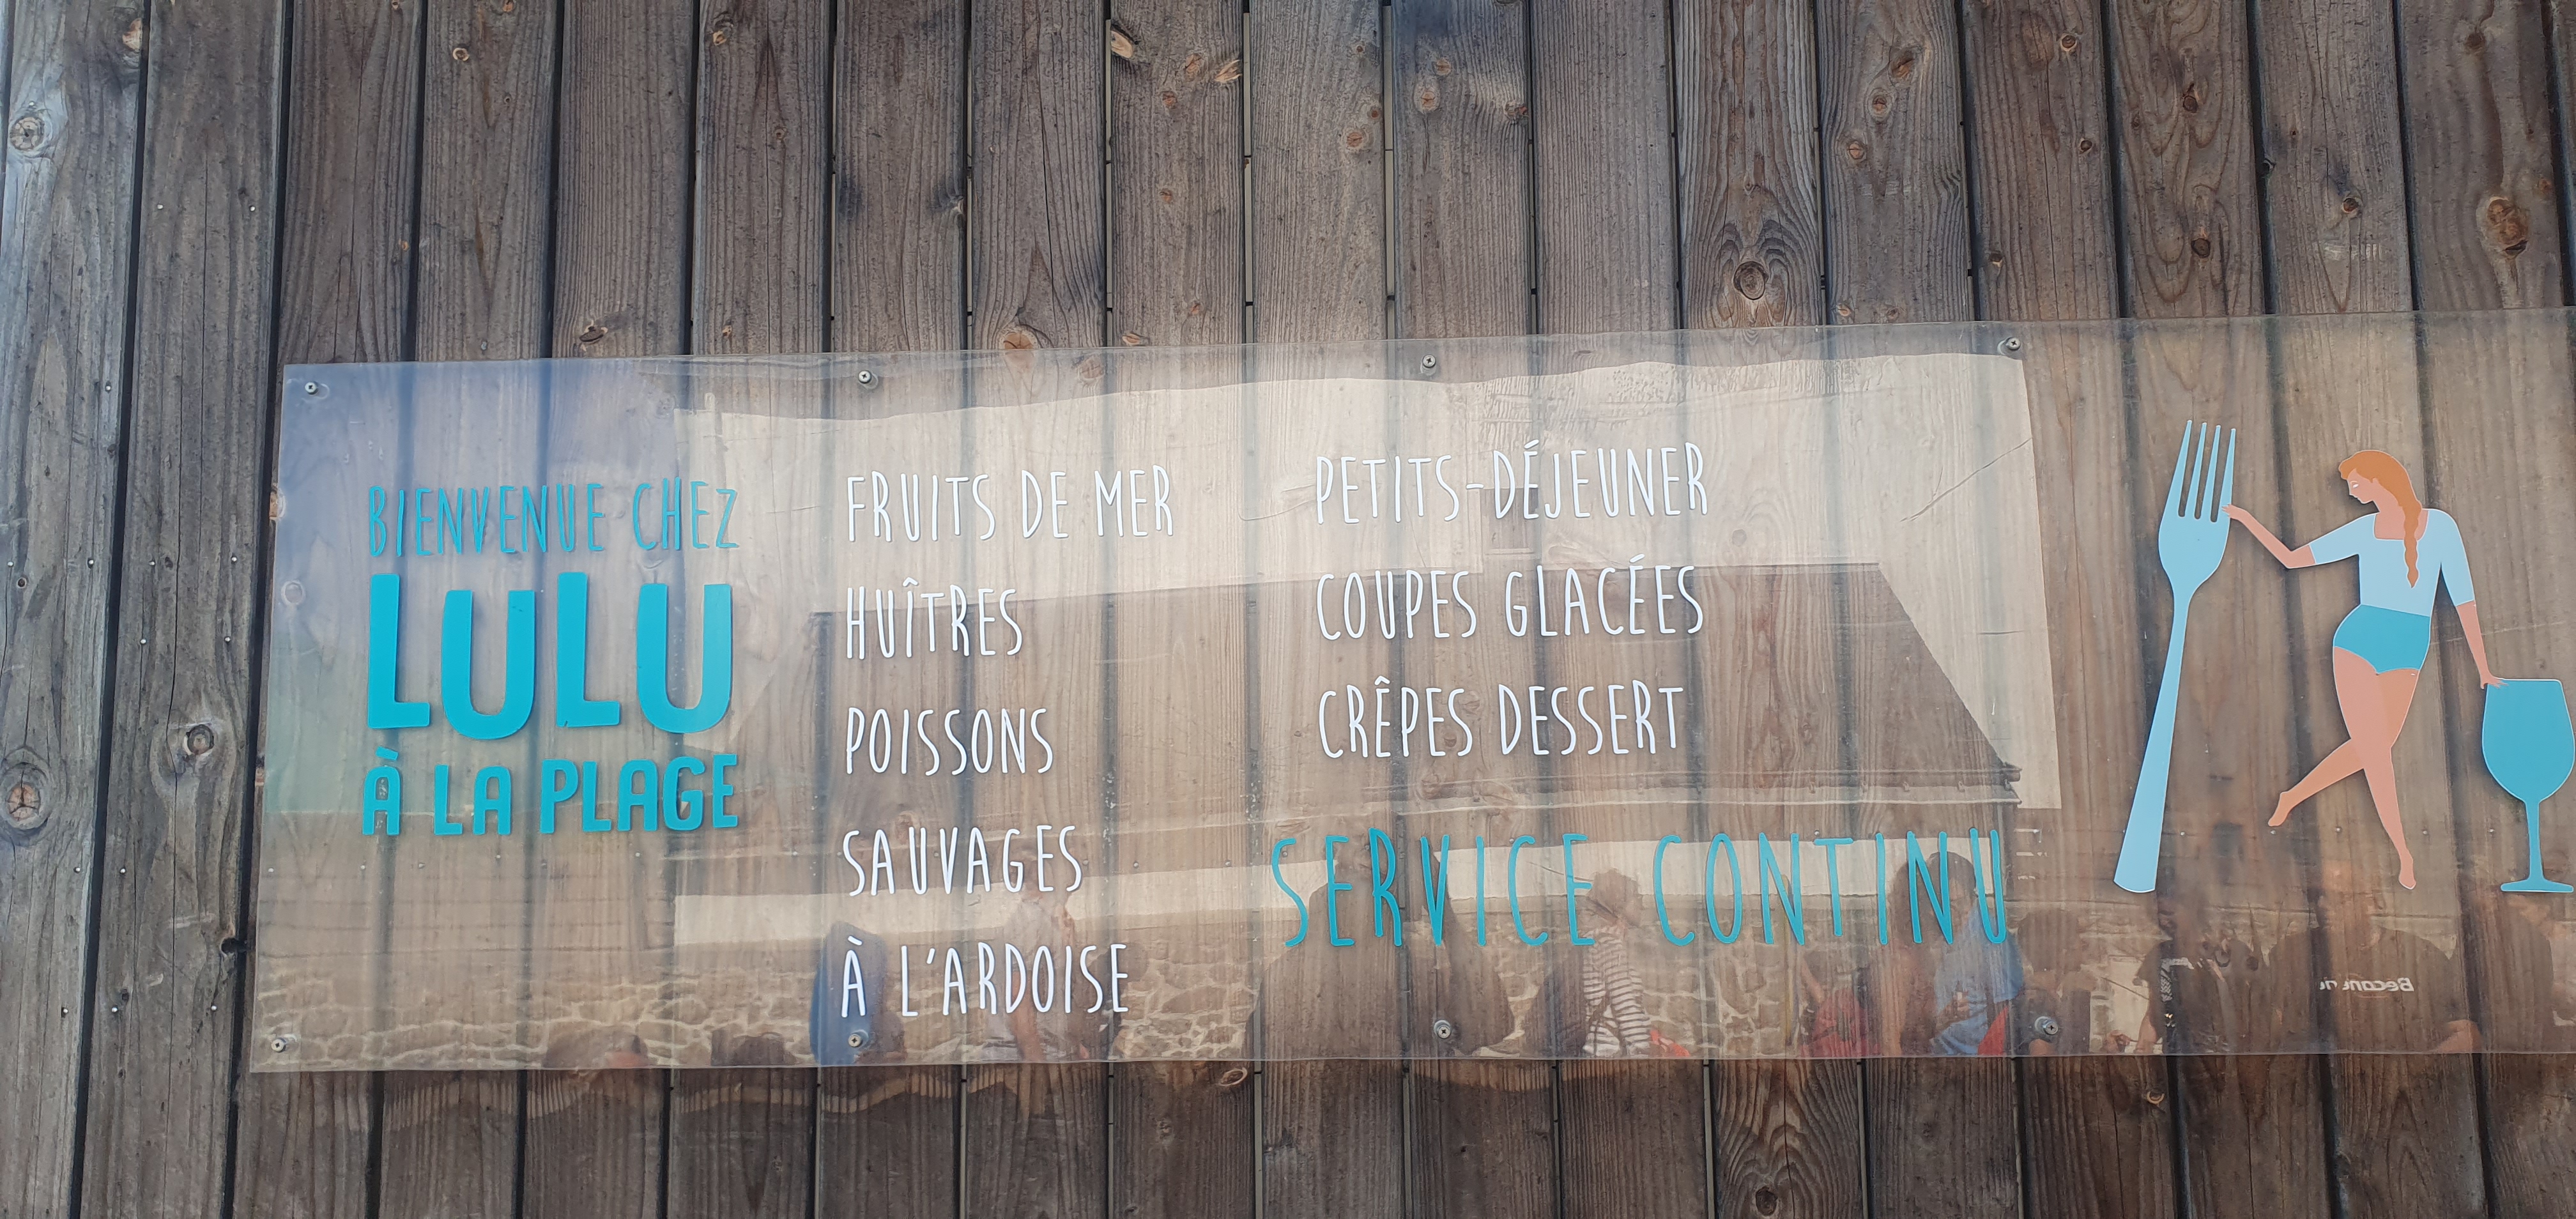 BIENVENUE CHEZ
LULU
À LA PLAGE
FRUITS DE MER
HUÎTRES
POISSONS
SAUVAGES
À L'ARDOISE
PETITS-DÉJEUNER
COUPES GLACÉES
CRÊPES DESSERT
SERVICE CONTINU